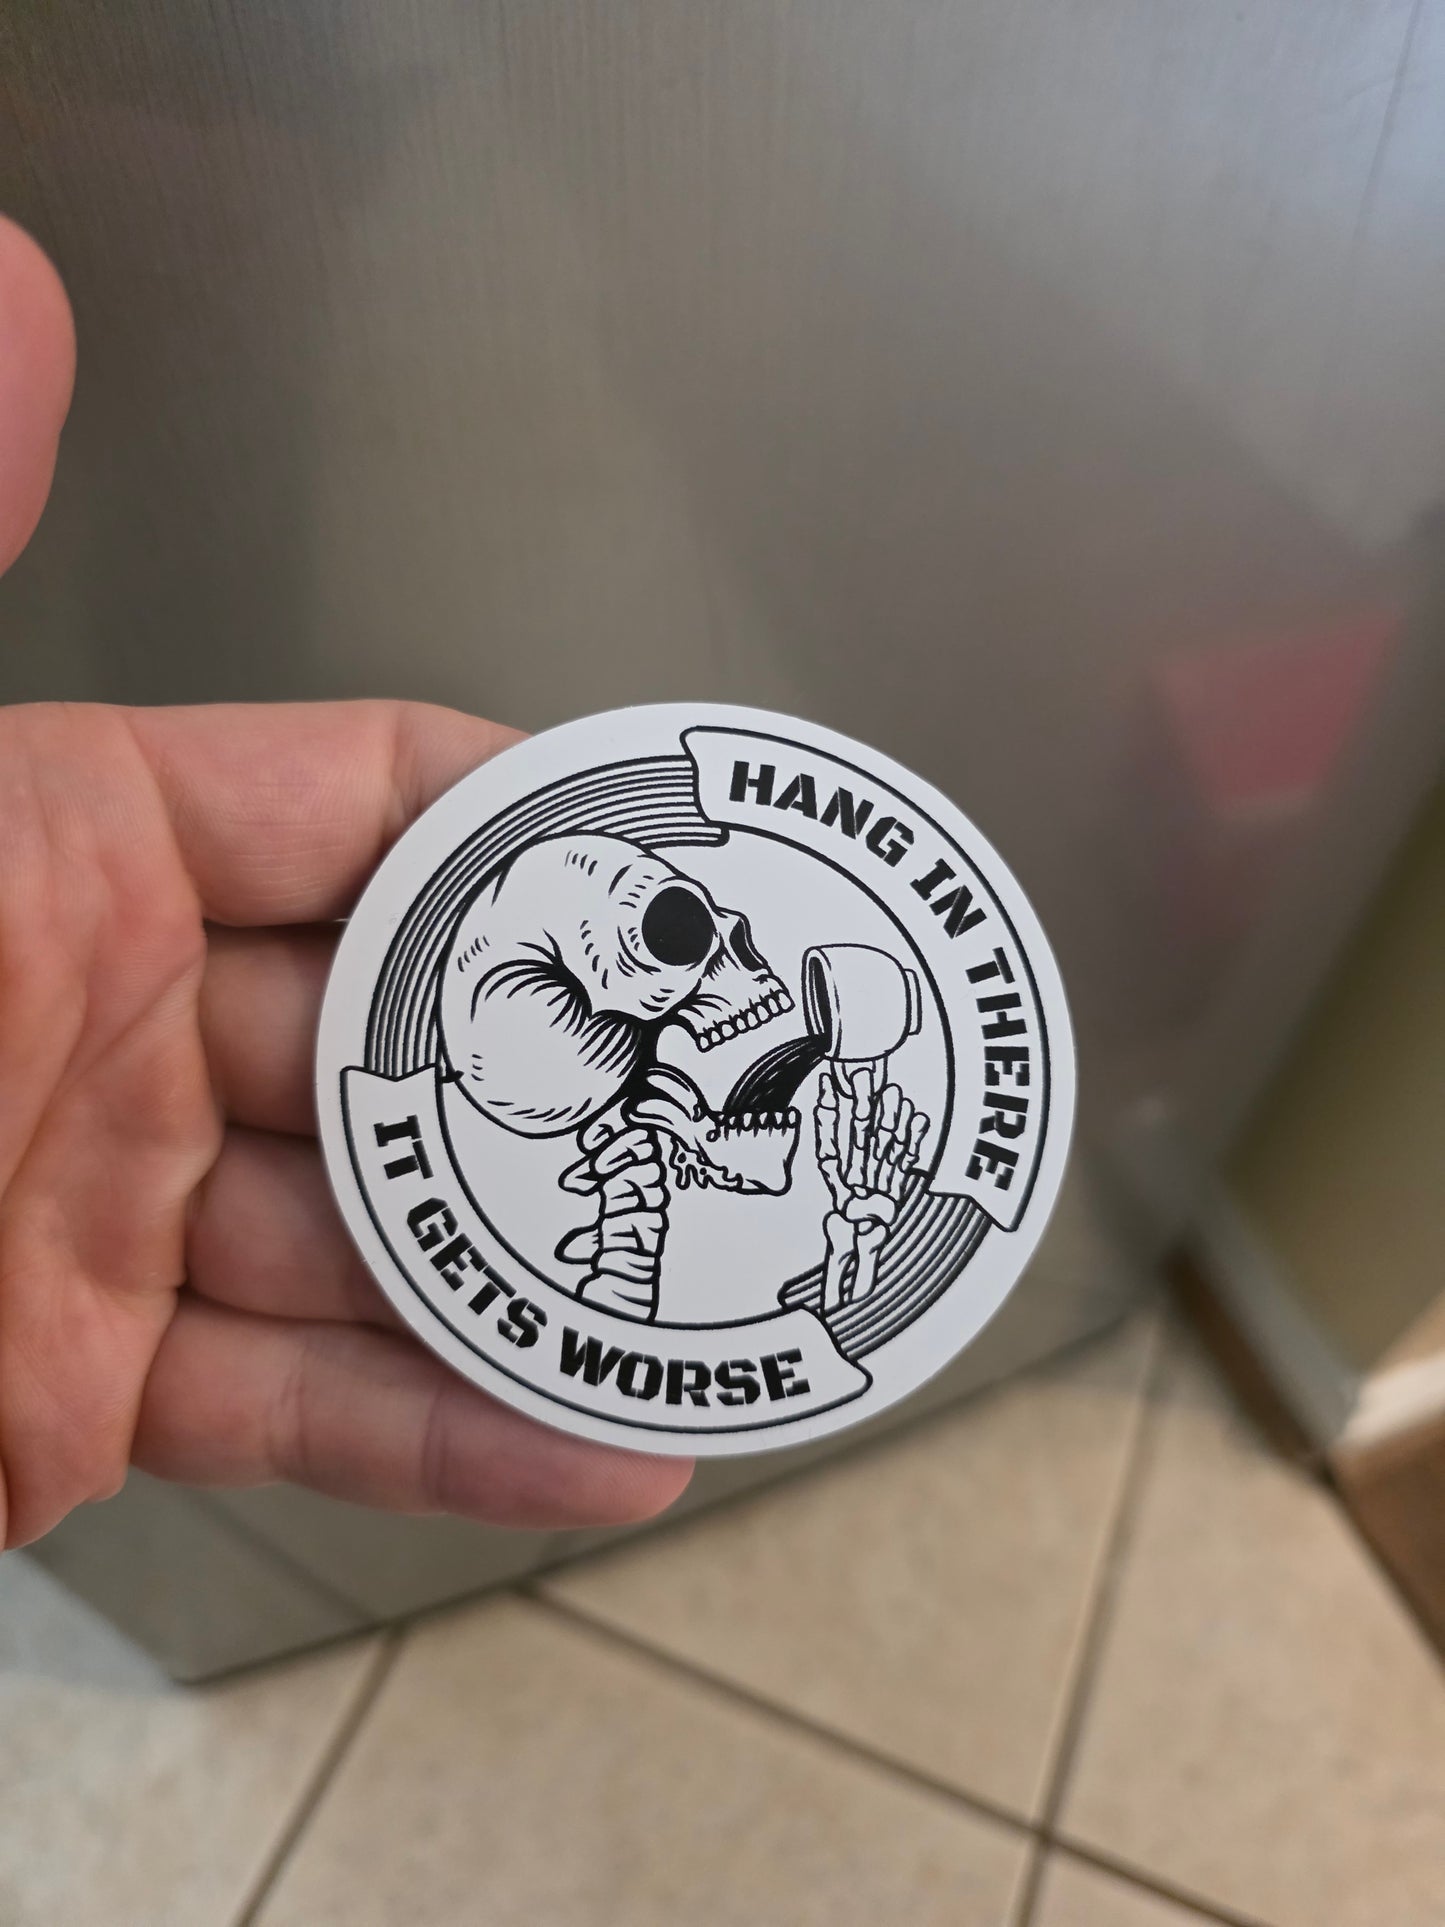 HANG IN THERE
IT GETS WORSE